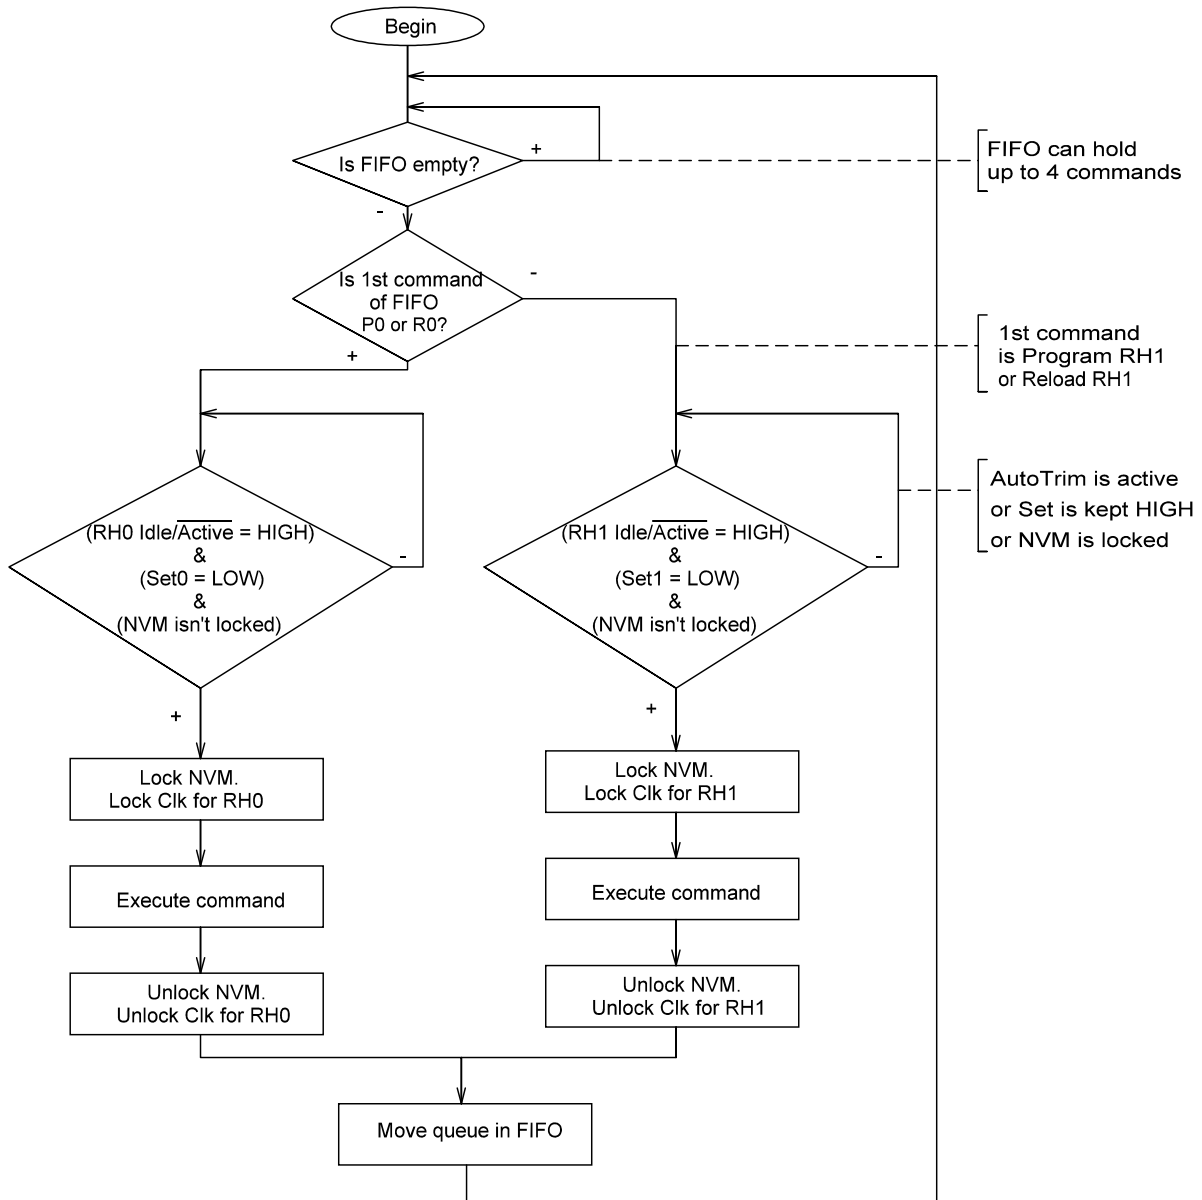 Begin
Is FIFO empty?
+
-
FIFO can hold
up to 4 commands
Is 1st command
of FIFO
P0 or R0?
-
+
1st command
is Program RH1
or Reload RH1
(RH0 Idle/Active = HIGH)
&
(Set0 = LOW)
&
(NVM isn't locked)
-
+
(RH1 Idle/Active = HIGH)
&
(Set1 = LOW)
&
(NVM isn't locked)
-
+
AutoTrim is active
or Set is kept HIGH
or NVM is locked
Lock NVM.
Lock Clk for RH0
Execute command
Unlock NVM.
Unlock Clk for RH0
Lock NVM.
Lock Clk for RH1
Execute command
Unlock NVM.
Unlock Clk for RH1
Move queue in FIFO